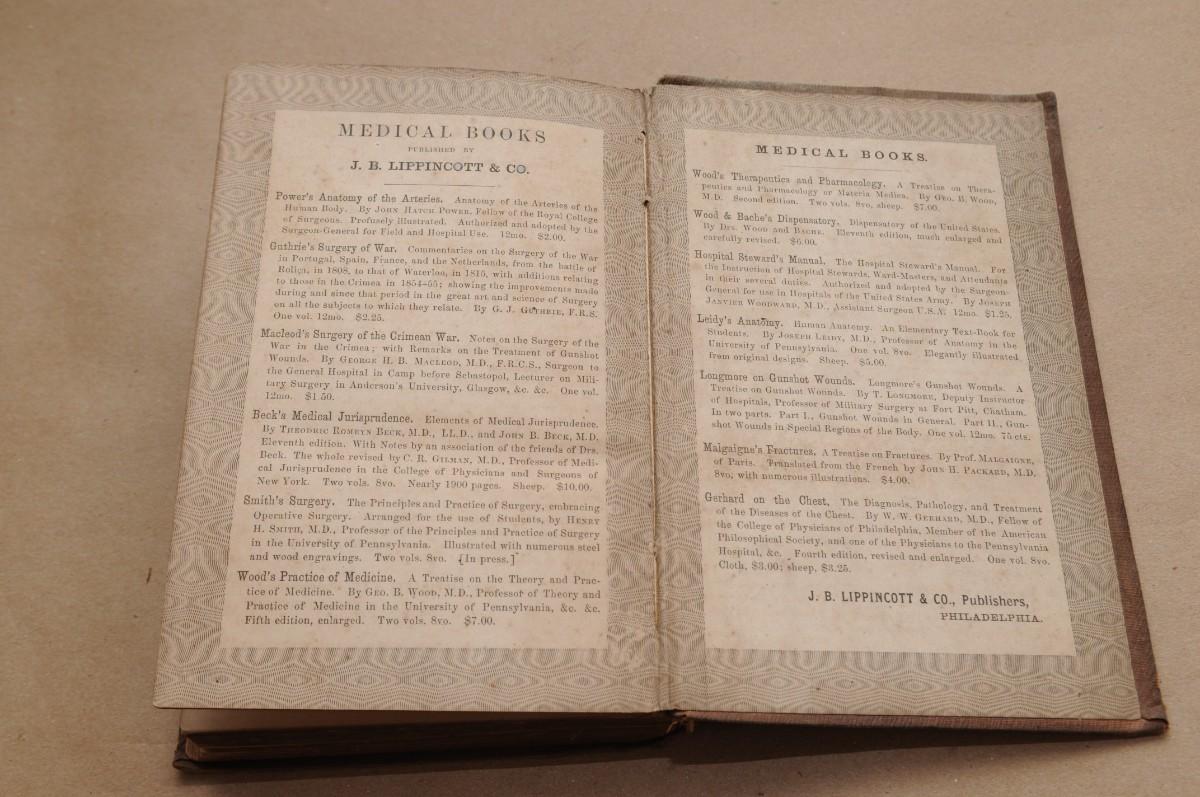 MEDICAL BOOKS
PUBLISHED BY
J. B. LIPPINCOTT & CO.
Power's Anatomy of the Arteries. Anatomy of the Arteries of the
Human Body. By John Hatch Power, Fellow of the Royal College
of Surgeons. Profusely Illustrated. Authorized and adopted by the
Surgeon-General for Field and Hospital Use. 12mo. $2.00.
Guthrie's Surgery of War. Commentaries on the Surgery of the War
in Portugal, Spain, France, and the Netherlands, from the battle of
Roliça, in 1808, to that of Waterloo, in 1815, with additions relating
to those in the Crimea in 1854-55; showing the improvements made
during and since that period in the great art and science of Surgery
on all the subjects to which they relate. By G. J. Guthrie, F.R.S.
One vol. 12mo. $2.25.
Macleod's Surgery of the Crimean War. Notes on the Surgery of the
War in the Crimea; with Remarks on the Treatment of Gunshot
Wounds. By George H. B. Macleod, M.D., F.R.C.S., Surgeon to
the General Hospital in Camp before Sebastopol, Lecturer on Mili-
tary Surgery in Anderson's University, Glasgow, &c. &c. One vol.
12mo. $1.50.
Beck's Medical Jurisprudence. Elements of Medical Jurisprudence.
By Theodric Romeyn Beck, M.D., LL.D., and John B. Beck, M.D.
Eleventh edition. With Notes by an association of the friends of Drs.
Beck. The whole revised by C. R. Gilman, M.D., Professor of Medi-
cal Jurisprudence in the College of Physicians and Surgeons of
New York. Two vols. 8vo. Nearly 1900 pages. Sheep. $10.00.
Smith's Surgery. The Principles and Practice of Surgery, embracing
Operative Surgery. Arranged for the use of Students, by Henry
H. Smith, M.D., Professor of the Principles and Practice of Surgery
in the University of Pennsylvania. Illustrated with numerous steel
and wood engravings. Two vols. 8vo. [In press.]
Wood's Practice of Medicine. A Treatise on the Theory and Prac-
tice of Medicine. By Geo. B. Wood, M.D., Professor of Theory and
Practice of Medicine in the University of Pennsylvania, &c. &c.
Fifth edition, enlarged. Two vols. 8vo. $7.00.
MEDICAL BOOKS.
Wood's Therapeutics and Pharmacology. A Treatise on Thera-
peutics and Pharmacology or Materia Medica. By Geo. B. Wood,
M.D. Second edition. Two vols. 8vo, sheep. $7.00.
Wood & Bache's Dispensatory. Dispensatory of the United States.
By Drs. Wood and Bache. Eleventh edition, much enlarged and
carefully revised. $6.00.
Hospital Steward's Manual. The Hospital Steward's Manual. For
the Instruction of Hospital Stewards, Ward-Masters, and Attendants
in their several duties. Authorized and adopted by the Surgeon-
General for use in Hospitals of the United States Army. By Joseph
Janvier Woodward, M.D., Assistant Surgeon U.S.A. 12mo. $1.25.
Leidy's Anatomy. Human Anatomy. An Elementary Text-Book for
Students. By Joseph Leidy, M.D., Professor of Anatomy in the
University of Pennsylvania. One vol. 8vo. Elegantly illustrated
from original designs. Sheep. $5.00.
Longmore on Gunshot Wounds. Longmore's Gunshot Wounds. A
Treatise on Gunshot Wounds. By T. Longmore, Deputy Instructor
of Hospitals, Professor of Military Surgery at Fort Pitt, Chatham.
In two parts. Part I., Gunshot Wounds in General. Part II., Gun-
shot Wounds in Special Regions of the Body. One vol. 12mo. 75 cts.
Malgaigne's Fractures. A Treatise on Fractures. By Prof. Malgaigne,
of Paris. Translated from the French by John H. Packard, M.D.
8vo, with numerous illustrations. $4.00.
Gerhard on the Chest. The Diagnosis, Pathology, and Treatment
of the Diseases of the Chest. By W. W. Gerhard, M.D., Fellow of
the College of Physicians of Philadelphia, Member of the American
Philosophical Society, and one of the Physicians to the Pennsylvania
Hospital, &c. Fourth edition, revised and enlarged. One vol. 8vo.
Cloth, $3.00; sheep, $3.25.
J. B. LIPPINCOTT & CO., Publishers,
PHILADELPHIA.